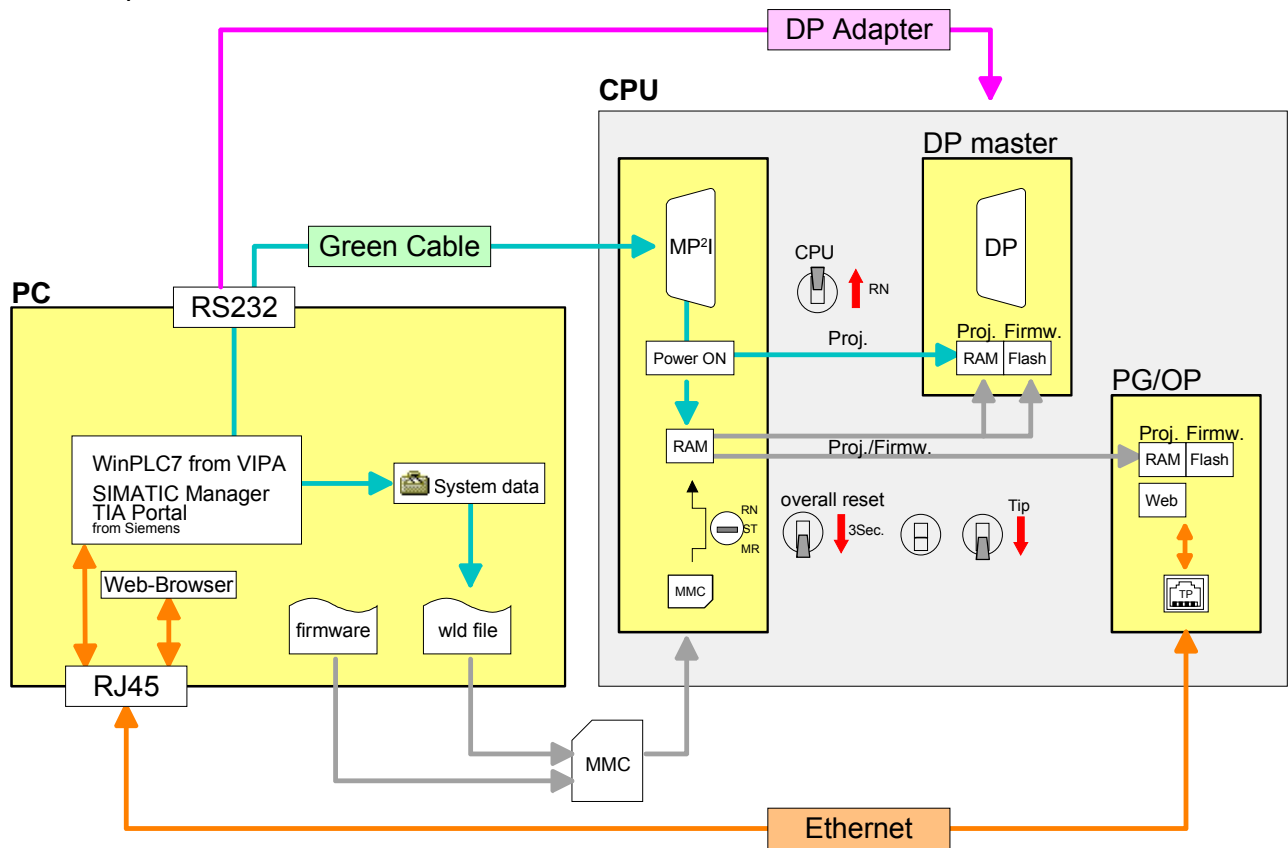 DP Adapter
CPU
DP master
MP²I
DP
CPU
RN
Green Cable
PC
RS232
Power ON
Proj.
Proj. Firmw.
RAM Flash
PG/OP
RAM
Proj./Firmw.
Proj. Firmw.
RAM Flash
Web
WinPLC7 from VIPA
SIMATIC Manager
TIA Portal
from Siemens
System data
RN
ST
MR
overall reset
3Sec.
Tip
Web-Browser
firmware
wld file
MMC
TP
RJ45
MMC
Ethernet